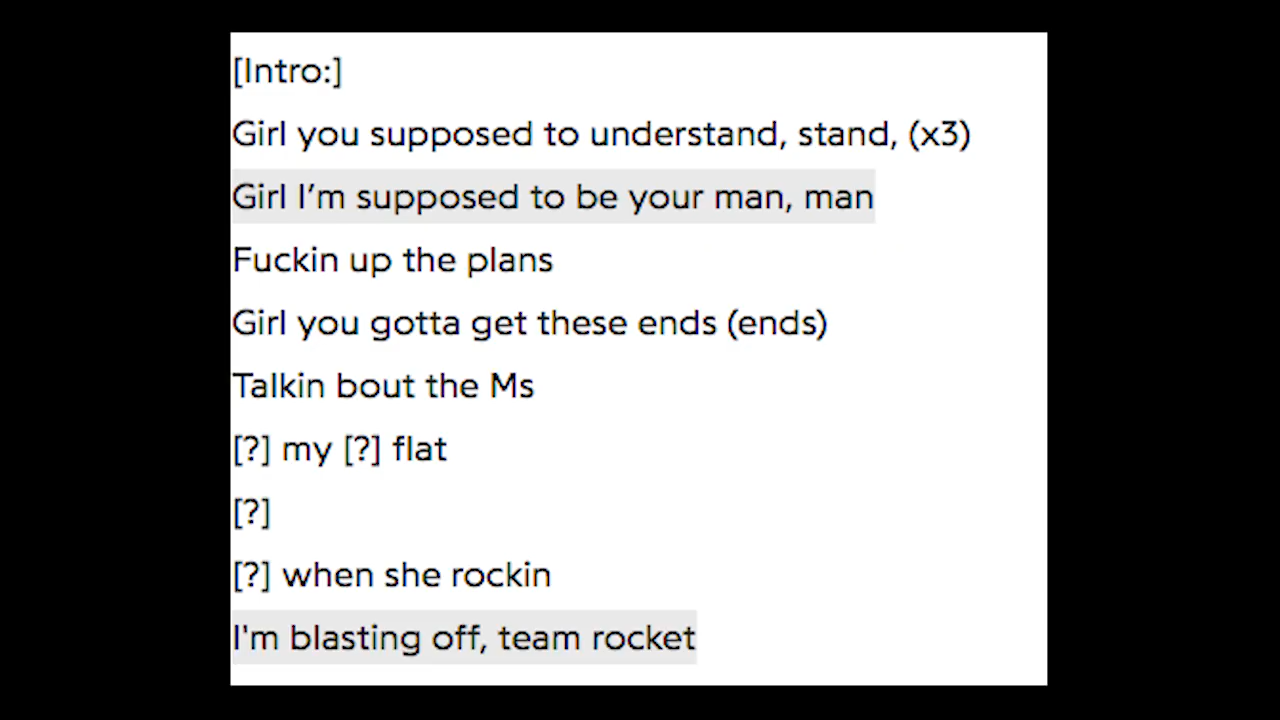 [Intro:]
Girl you supposed to understand, stand, (x3)
Girl I’m supposed to be your man, man
Fuckin up the plans
Girl you gotta get these ends (ends)
Talkin bout the Ms
[?] my [?] flat
[?]
[?] when she rockin
I'm blasting off, team rocket